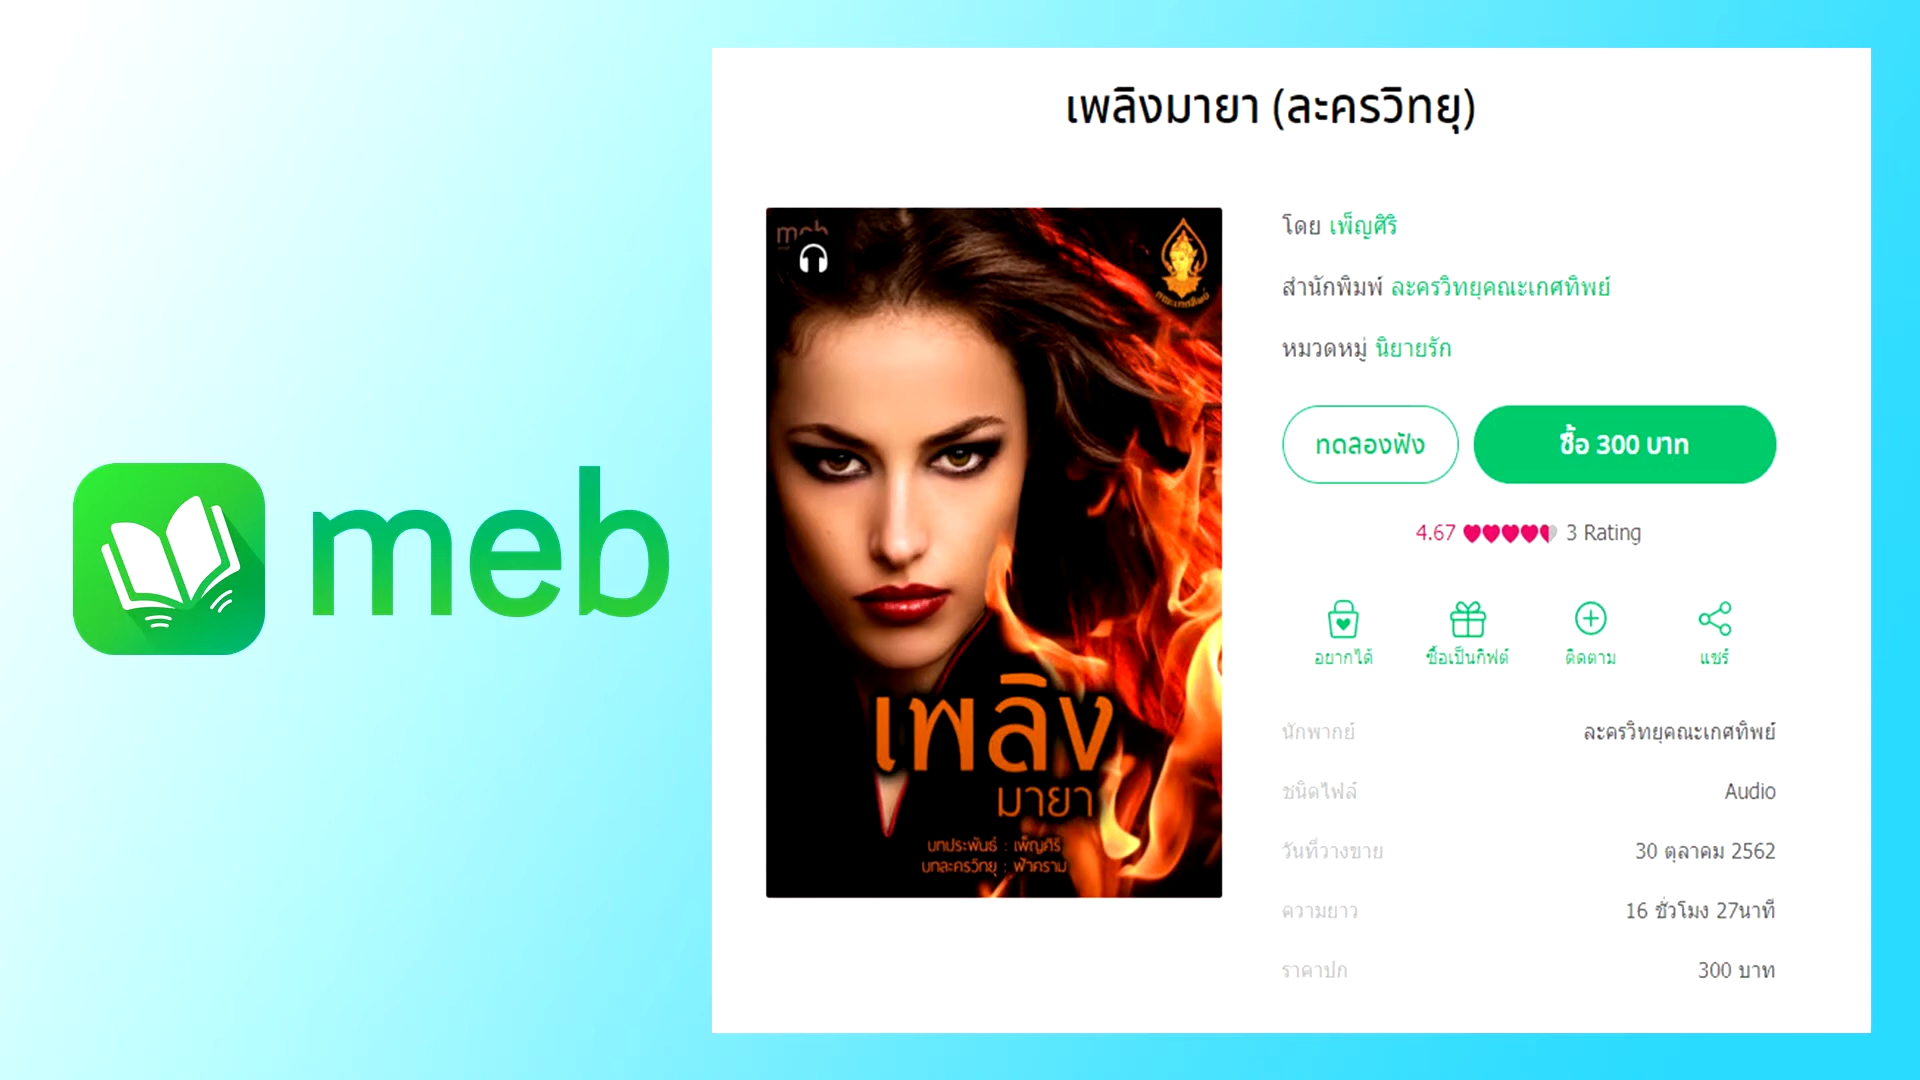 meb
เพลิงมายา (ละครวิทยุ)
meb
คณะเกศทิพย์
เพลิง
มายา
บทประพันธ์ : เพ็ญศิริ
บทละครวิทยุ : ฟ้าคราม
โดย เพ็ญศิริ
สำนักพิมพ์ ละครวิทยุคณะเกศทิพย์
หมวดหมู่ นิยายรัก
ทดลองฟัง
ซื้อ 300 บาท
4.67 3 Rating
อยากได้
ซื้อเป็นกิฟต์
ติดตาม
แชร์
นักพากย์ ละครวิทยุคณะเกศทิพย์
ชนิดไฟล์ Audio
วันที่วางขาย 30 ตุลาคม 2562
ความยาว 16 ชั่วโมง 27นาที
ราคาปก 300 บาท